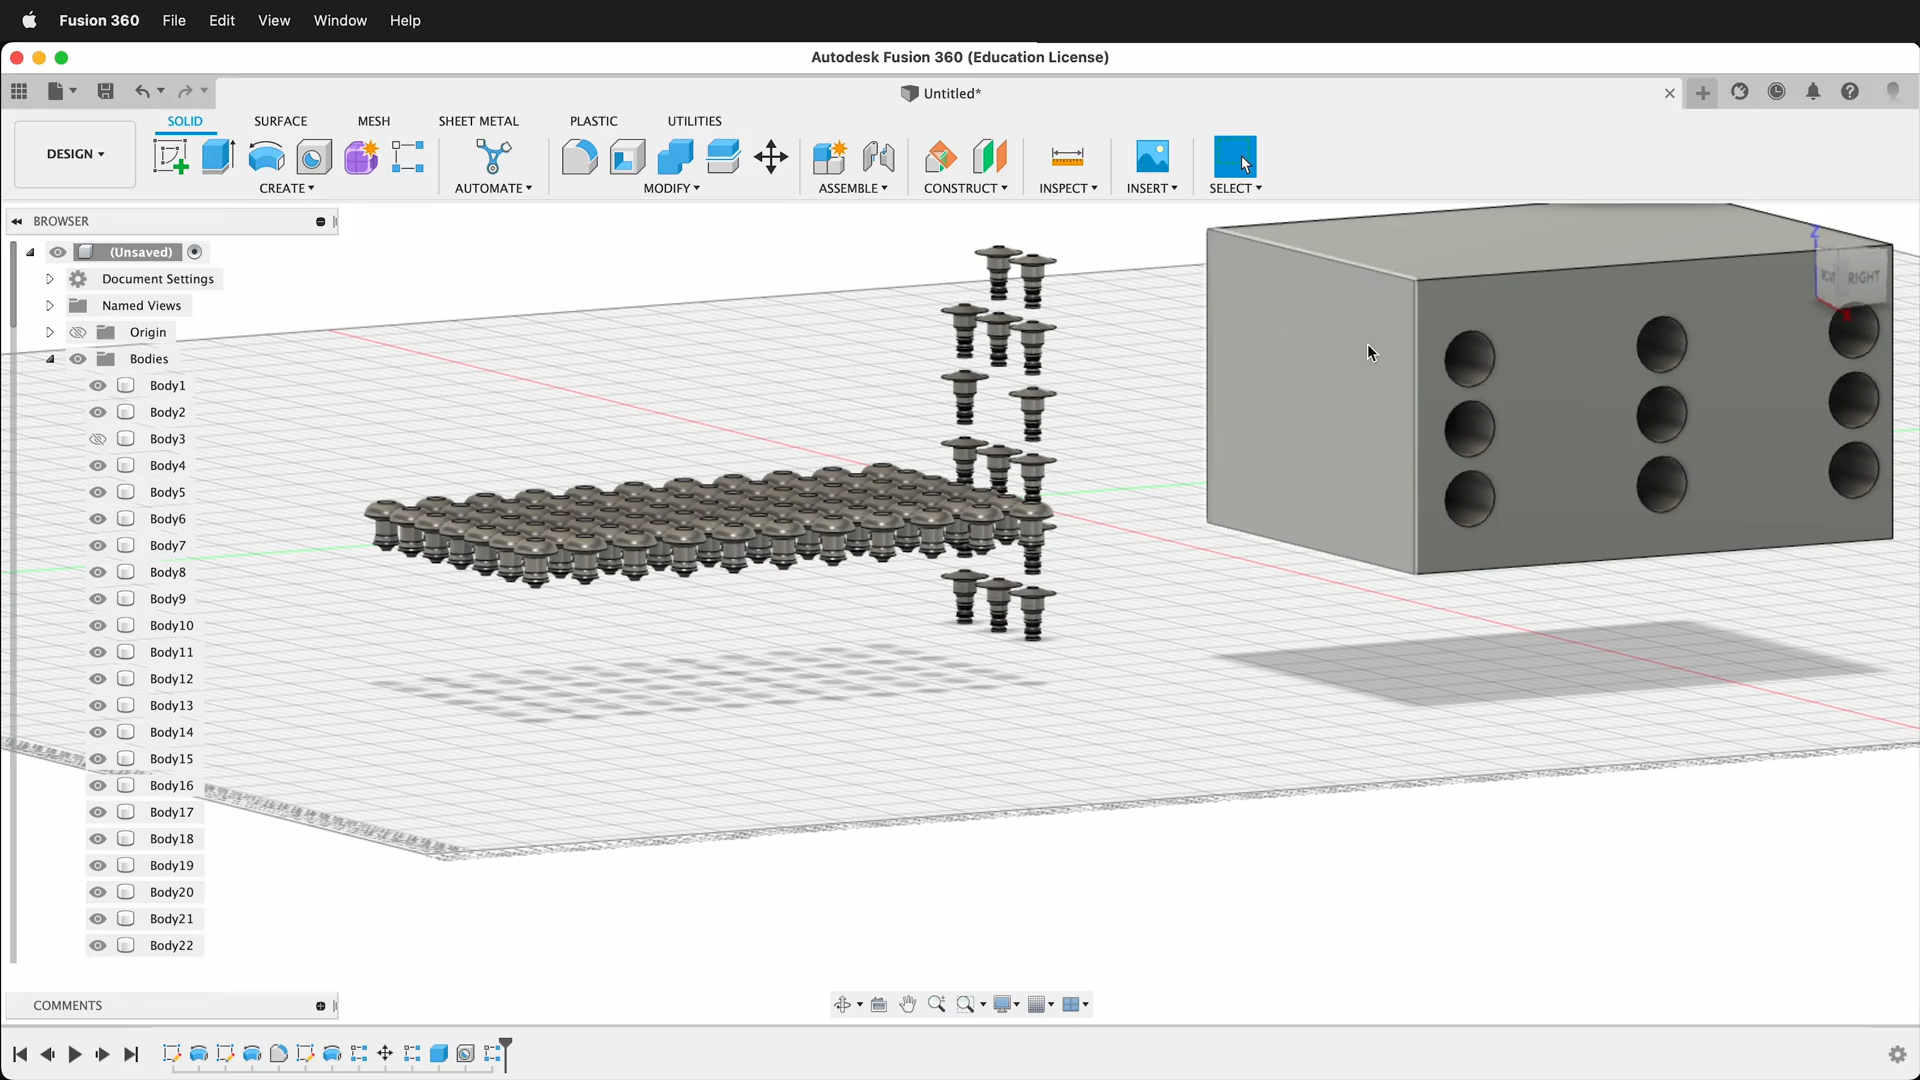 Fusion 360 File Edit View Window Help
Autodesk Fusion 360 (Education License)
Untitled*
SOLID SURFACE MESH SHEET METAL PLASTIC UTILITIES
DESIGN
CREATE AUTOMATE MODIFY ASSEMBLE CONSTRUCT INSPECT INSERT SELECT
BROWSER
(Unsaved)
Document Settings
Named Views
Origin
Bodies
Body1
Body2
Body3
Body4
Body5
Body6
Body7
Body8
Body9
Body10
Body11
Body12
Body13
Body14
Body15
Body16
Body17
Body18
Body19
Body20
Body21
Body22
Z
RIGHT
COMMENTS